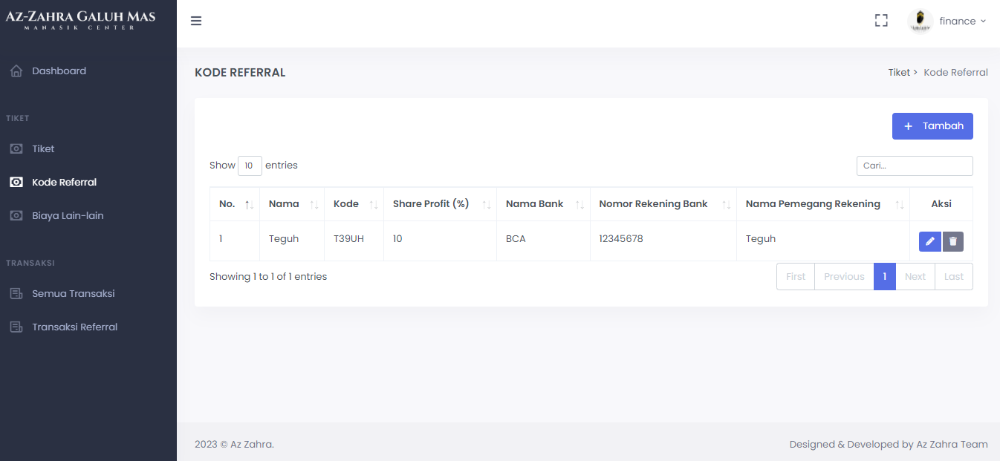 AZ-ZAHRA GALUH MAS
MANASIK CENTER
finance
Dashboard
TIKET
Tiket
Kode Referral
Biaya Lain-lain
TRANSAKSI
Semua Transaksi
Transaksi Referral
KODE REFERRAL
Tiket > Kode Referral
+ Tambah
Show 10 entries
Cari...
No. Nama Kode Share Profit (%) Nama Bank Nomor Rekening Bank Nama Pemegang Rekening Aksi
1 Teguh T39UH 10 BCA 12345678 Teguh
Showing 1 to 1 of 1 entries
First Previous 1 Next Last
2023 © Az Zahra.
Designed & Developed by Az Zahra Team